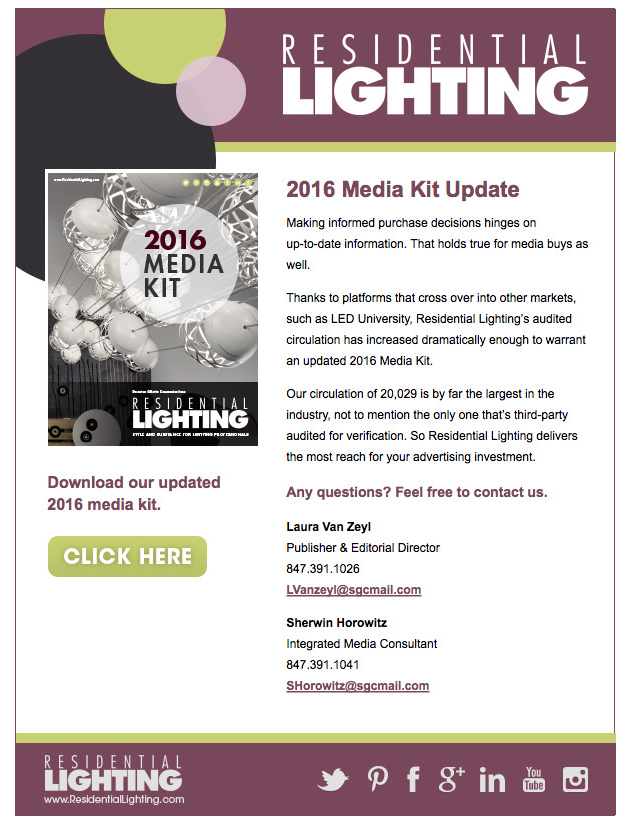 RESIDENTIAL
LIGHTING
www.ResidentialLighting.com
2016
MEDIA
KIT
RESIDENTIAL
LIGHTING
STYLE AND SUBSTANCE FOR LIGHTING PROFESSIONALS
Download our updated
2016 media kit.
CLICK HERE
2016 Media Kit Update
Making informed purchase decisions hinges on
up-to-date information. That holds true for media buys as
well.
Thanks to platforms that cross over into other markets,
such as LED University, Residential Lighting's audited
circulation has increased dramatically enough to warrant
an updated 2016 Media Kit.
Our circulation of 20,029 is by far the largest in the
industry, not to mention the only one that's third-party
audited for verification. So Residential Lighting delivers
the most reach for your advertising investment.
Any questions? Feel free to contact us.
Laura Van Zeyl
Publisher & Editorial Director
847.391.1026
LVanzeyl@sgcmail.com
Sherwin Horowitz
Integrated Media Consultant
847.391.1041
SHorowitz@sgcmail.com
RESIDENTIAL
LIGHTING
www.ResidentialLighting.com
You
Tube